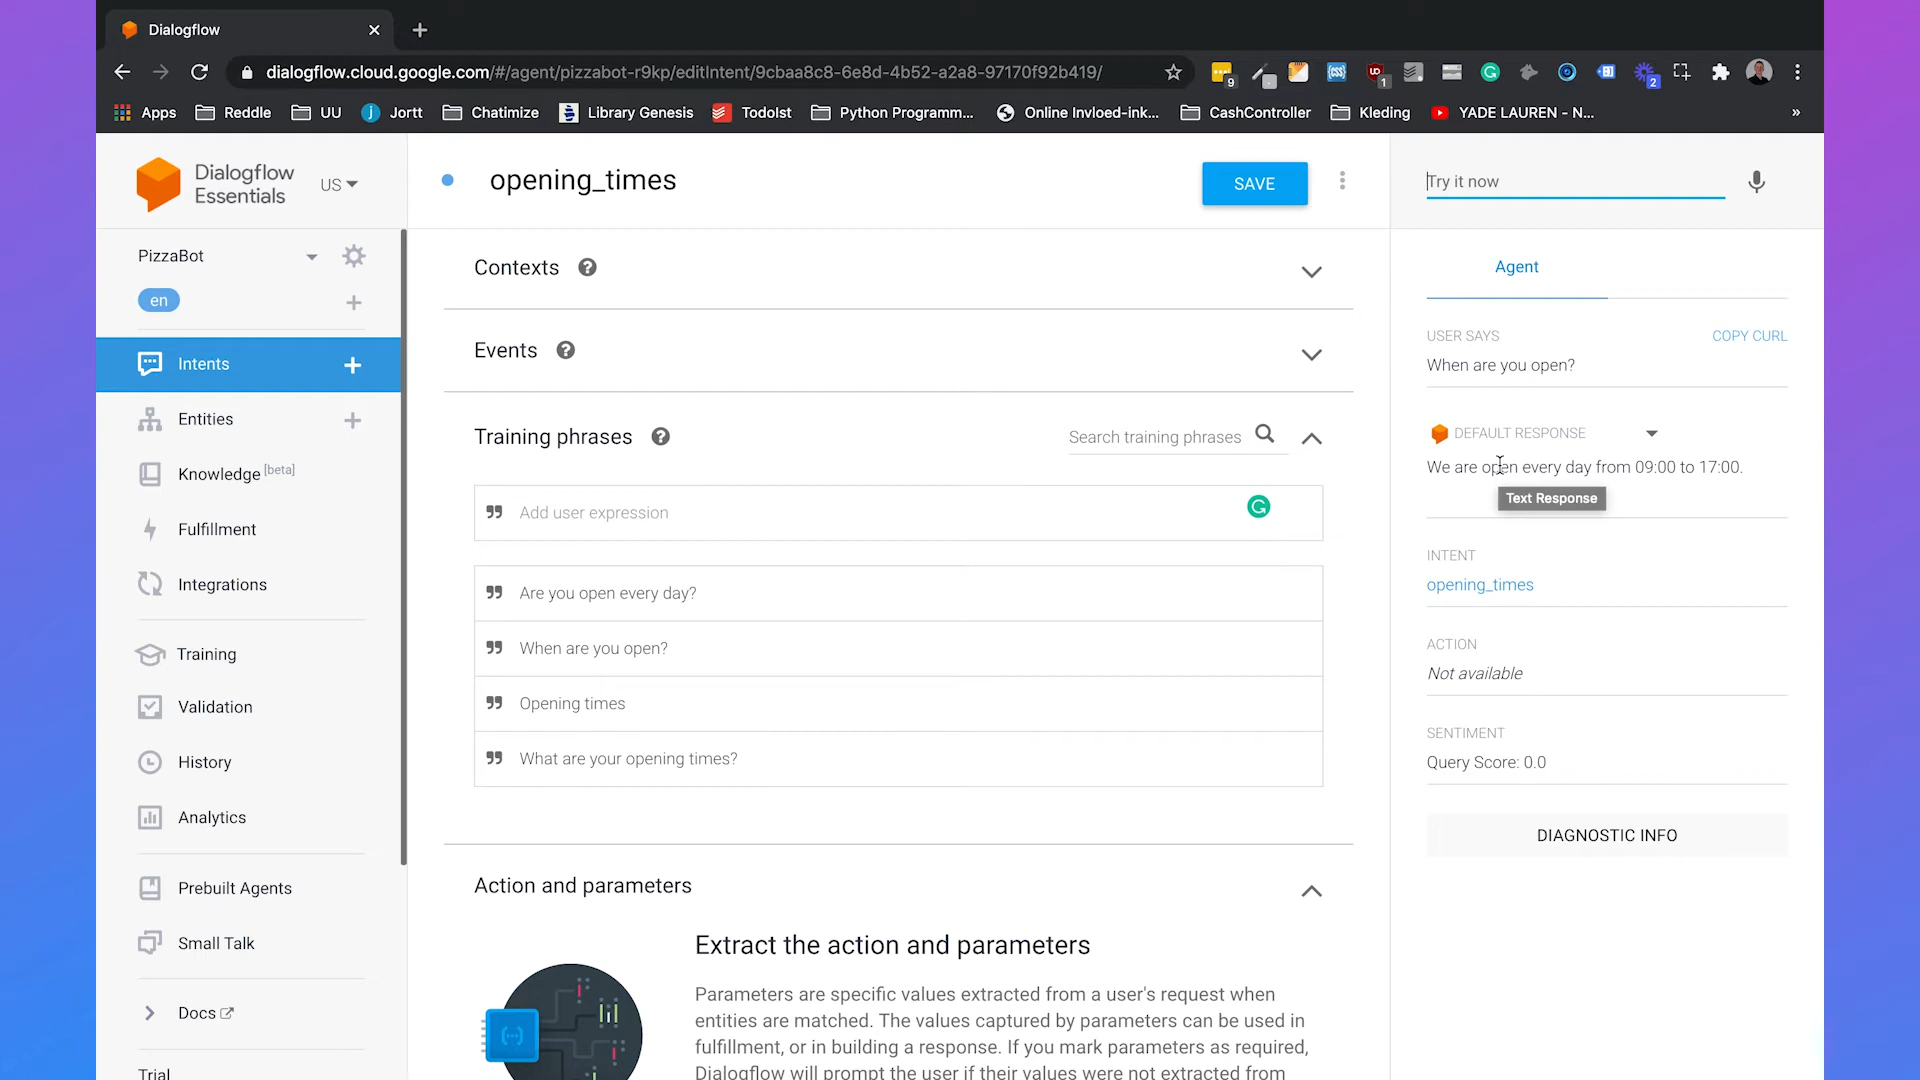 Dialogflow
dialogflow.cloud.google.com/#/agent/pizzabot-r9kp/editIntent/9cbaa8c8-6e8d-4b52-a2a8-97170f92b419/
9
1
2
Apps
Reddle
UU
Jortt
Chatimize
Library Genesis
TodoIst
Python Programm...
Online Invloed-ink...
CashController
Kleding
YADE LAUREN - N...
»
Dialogflow
Essentials
US
PizzaBot
en
Intents
Entities
Knowledge [beta]
Fulfillment
Integrations
Training
Validation
History
Analytics
Prebuilt Agents
Small Talk
Docs
Trial
opening_times
SAVE
Contexts
Events
Training phrases
Search training phrases
Add user expression
Are you open every day?
When are you open?
Opening times
What are your opening times?
Action and parameters
Extract the action and parameters
Parameters are specific values extracted from a user's request when
entities are matched. The values captured by parameters can be used in
fulfillment, or in building a response. If you mark parameters as required,
Dialogflow will prompt the user if their values were not extracted from
Try it now
Agent
USER SAYS
COPY CURL
When are you open?
DEFAULT RESPONSE
We are open every day from 09:00 to 17:00.
Text Response
INTENT
opening_times
ACTION
Not available
SENTIMENT
Query Score: 0.0
DIAGNOSTIC INFO